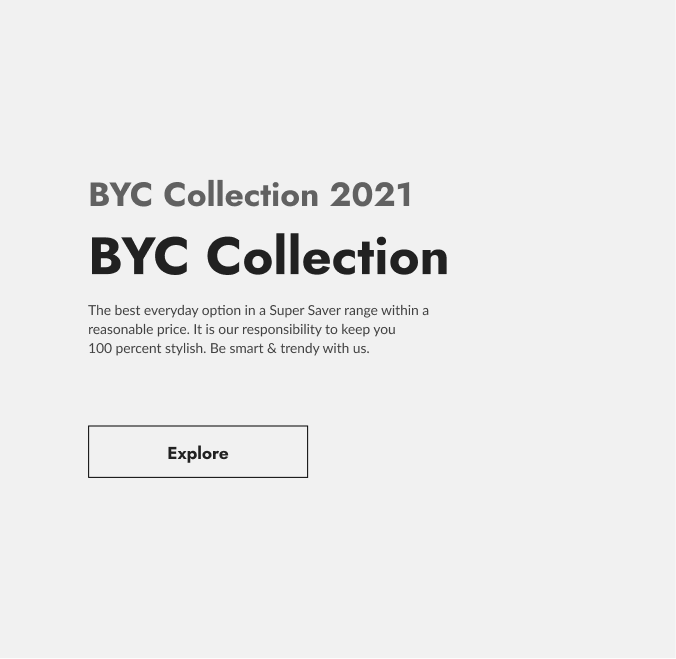 BYC Collection 2021
BYC Collection
The best everyday option in a Super Saver range within a
reasonable price. It is our responsibility to keep you
100 percent stylish. Be smart & trendy with us.
Explore